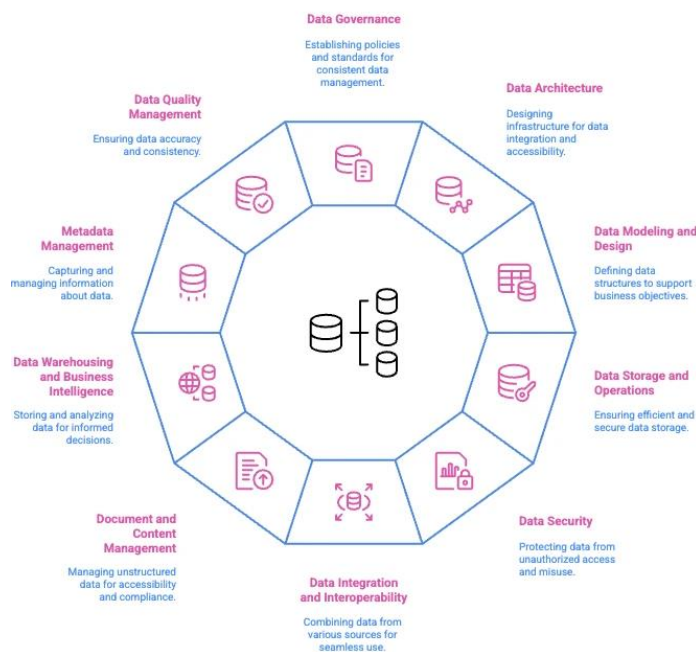 Data Governance
Establishing policies
and standards for
consistent data
management.
Data Architecture
Designing
infrastructure for data
integration and
accessibility.
Data Modeling and
Design
Defining data
structures to support
business objectives.
Data Storage and
Operations
Ensuring efficient and
secure data storage.
Data Security
Protecting data from
unauthorized access
and misuse.
Data Integration
and Interoperability
Combining data from
various sources for
seamless use.
Document and
Content
Management
Managing unstructured
data for accessibility
and compliance.
Data Warehousing
and Business
Intelligence
Storing and analyzing
data for informed
decisions.
Metadata
Management
Capturing and
managing information
about data.
Data Quality
Management
Ensuring data accuracy
and consistency.